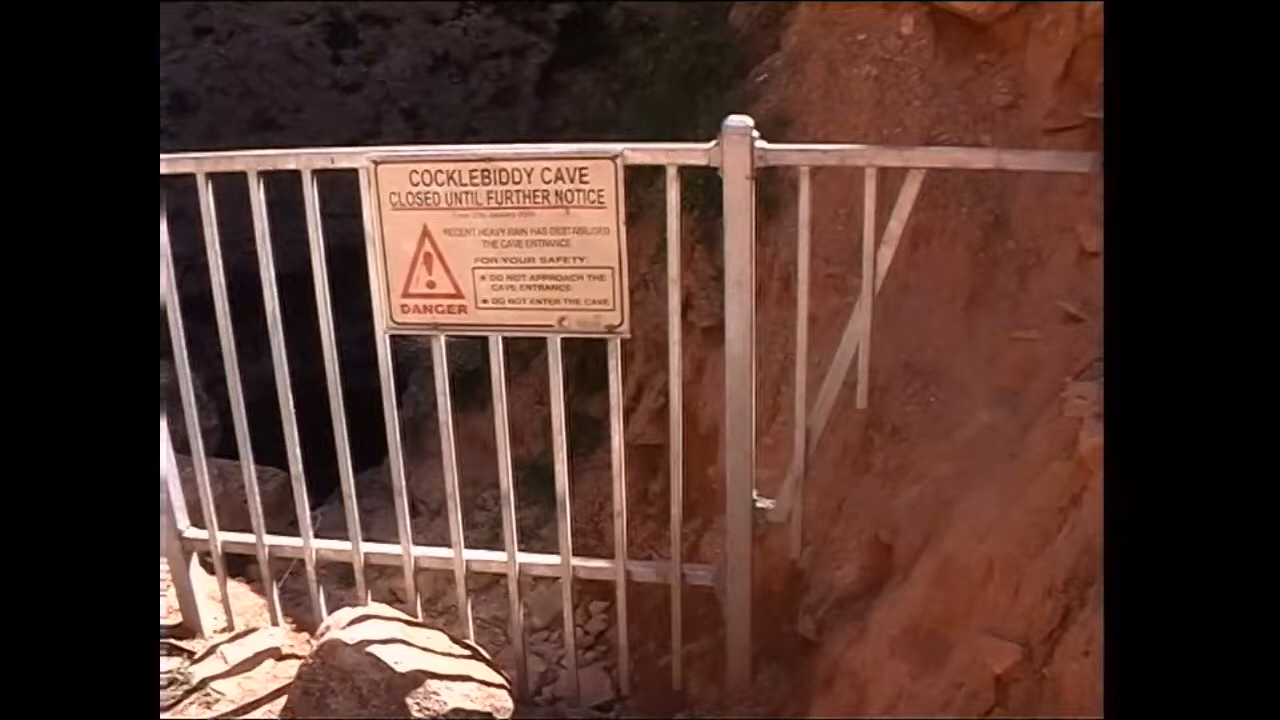 COCKLEBIDDY CAVE
CLOSED UNTIL FURTHER NOTICE
RECENT HEAVY RAIN HAS DESTABILISED
THE CAVE ENTRANCE
FOR YOUR SAFETY:
DO NOT APPROACH THE
CAVE ENTRANCE
DO NOT ENTER THE CAVE
DANGER